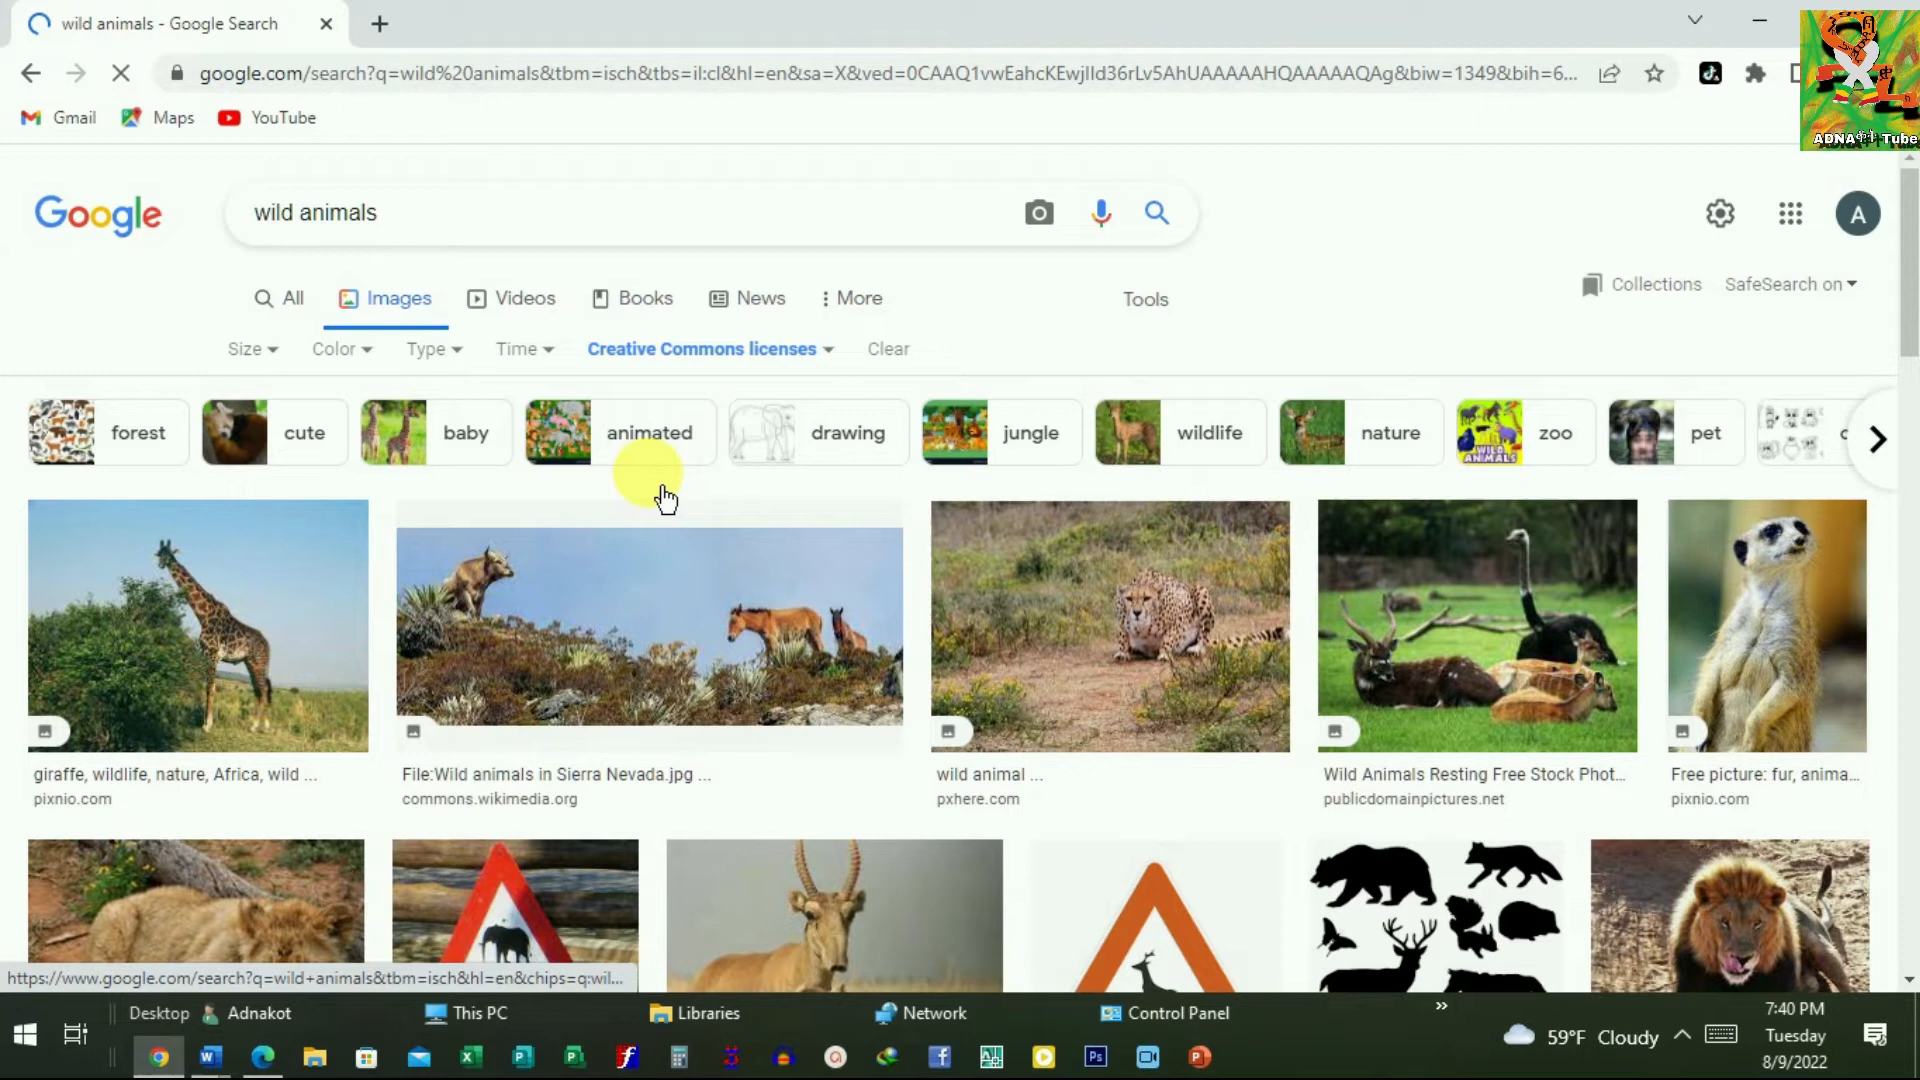 wild animals - Google Search
google.com/search?q=wild%20animals&tbm=isch&tbs=il:cl&hl=en&sa=X&ved=0CAAQ1vwEahcKEwjIld36rLv5AhUAAAAAHQAAAAAQAg&biw=1349&bih=6...
Gmail Maps YouTube
ADNAቆት Tube
Google wild animals A
All Images Videos Books News More Tools
Collections SafeSearch on
Size Color Type Time Creative Commons licenses Clear
forest cute baby animated drawing jungle wildlife nature zoo pet
WILD
ANIMALS
giraffe, wildlife, nature, Africa, wild ...
pixnio.com
File:Wild animals in Sierra Nevada.jpg ...
commons.wikimedia.org
wild animal ...
pxhere.com
Wild Animals Resting Free Stock Phot...
publicdomainpictures.net
Free picture: fur, anima...
pixnio.com
https://www.google.com/search?q=wild+animals&tbm=isch&hl=en&chips=q:wil...
Desktop Adnakot This PC Libraries Network Control Panel
59°F Cloudy
7:40 PM
Tuesday
8/9/2022